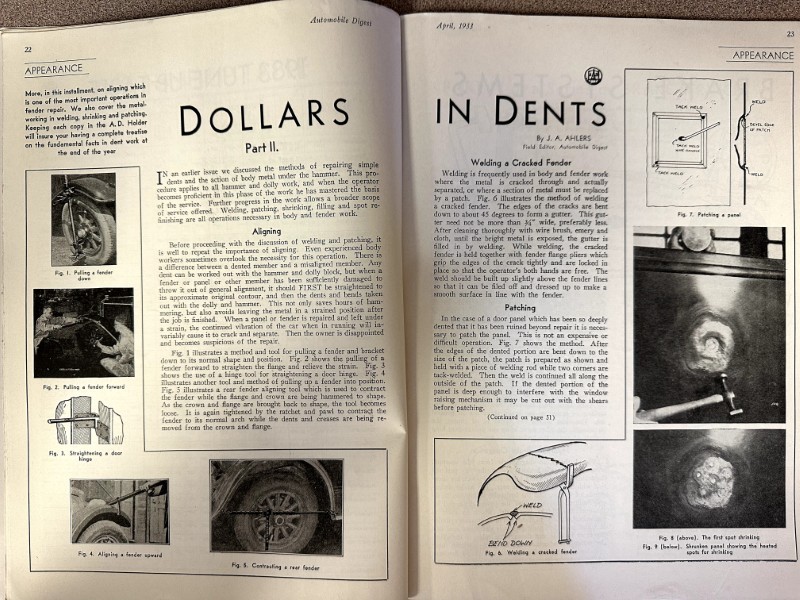 22
Automobile Digest
APPEARANCE
More, in this installment, on aligning which
is one of the most important operations in
fender repair. We also cover the metal-
working in welding, shrinking and patching.
Keeping each copy in the A.D. Holder
will insure your having a complete treatise
on the fundamental facts in dent work at
the end of the year
DOLLARS
Part II.
IN an earlier issue we discussed the methods of repairing simple
dents and the action of body metal under the hammer. This pro-
cedure applies to all hammer and dolly work, and when the operator
becomes proficient in this phase of the work he has mastered the basis
of the service. Further progress in the work allows a broader scope
of service offered. Welding, patching, shrinking, filling and spot re-
finishing are all operations necessary in body and fender work.
Aligning
Before proceeding with the discussion of welding and patching, it
is well to repeat the importance of aligning. Even experienced body
workers sometimes overlook the necessity for this operation. There is
a difference between a dented member and a misaligned member. Any
dent can be worked out with the hammer and dolly block, but when a
fender or panel or other member has been sufficiently damaged to
throw it out of general alignment, it should FIRST be straightened to
its approximate original contour, and then the dents and bends taken
out with the dolly and hammer. This not only saves hours of ham-
mering, but also avoids leaving the metal in a strained position after
the job is finished. When a panel or fender is repaired and left under
a strain, the continued vibration of the car when in running will in-
variably cause it to crack and separate. Then the owner is disappointed
and becomes suspicious of the repair.
Fig. 1 illustrates a method and tool for pulling a fender and bracket
down to its normal shape and position. Fig. 2 shows the pulling of a
fender forward to straighten the flange and relieve the strain. Fig. 3
shows the use of a hinge tool for straightening a door hinge. Fig. 4
illustrates another tool and method of pulling up a fender into position.
Fig. 5 illustrates a rear fender aligning tool which is used to contract
the fender while the flange and crown are being hammered to shape.
As the crown and flange are brought back to shape, the tool becomes
loose. It is again tightened by the ratchet and pawl to contract the
fender to its normal arch while the dents and creases are being re-
moved from the crown and flange.
Fig. 1. Pulling a fender
down
Fig. 2. Pulling a fender forward
Fig. 3. Straightening a door
hinge
Fig. 4. Aligning a fender upward
Fig. 5. Contracting a rear fender
April, 1931
23
APPEARANCE
IN DENTS
By J. A. AHLERS
Field Editor, Automobile Digest
Welding a Cracked Fender
Welding is frequently used in body and fender work
where the metal is cracked through and actually
separated, or where a section of metal must be replaced
by a patch. Fig. 6 illustrates the method of welding
a cracked fender. The edges of the cracks are bent
down to about 45 degrees to form a gutter. This gut-
ter need not be more than ¼" wide, preferably less.
After cleaning thoroughly with wire brush, emery and
cloth, until the bright metal is exposed, the gutter is
filled in by welding. While welding, the cracked
fender is held together with fender flange pliers which
grip the edges of the crack tightly and are locked in
place so that the operator's both hands are free. The
weld should be built up slightly above the fender lines
so that it can be filed off and dressed up to make a
smooth surface in line with the fender.
Patching
In the case of a door panel which has been so deeply
dented that it has been ruined beyond repair it is neces-
sary to patch the panel. This is not an expensive or
difficult operation. Fig. 7 shows the method. After
the edges of the dented portion are bent down to the
size of the patch, the patch is prepared as shown and
held with a piece of welding rod while two corners are
tack-welded. Then the weld is continued all along the
outside of the patch. If the dented portion of the
panel is deep enough to interfere with the window
raising mechanism it may be cut out with the shears
before patching.
(Continued on page 51)
TACK WELD
WELD
BEVEL EDGE
OF PATCH
TACK WELD
TACK WELD
WELD
Fig. 7. Patching a panel
WELD
BEND DOWN
Fig. 6. Welding a cracked fender
Fig. 8 (above). The first spot shrinking
Fig. 9 (below). Shrunken panel showing the heated
spots for shrinking